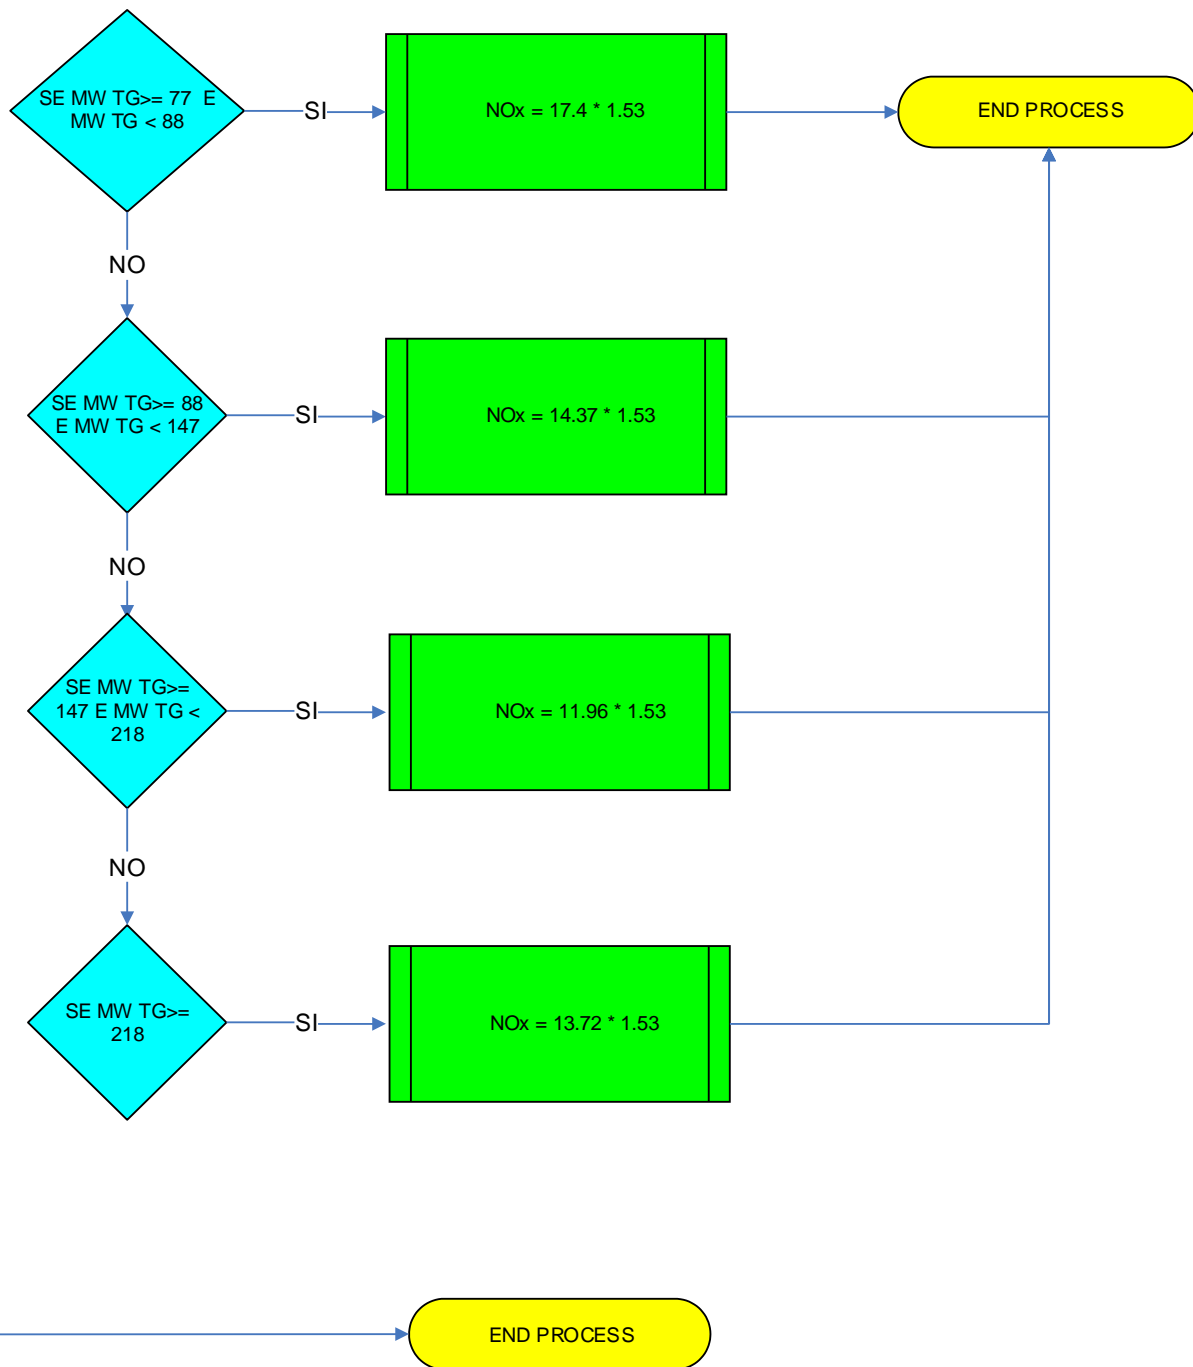 SE MW TG>= 77  E
MW TG < 88
SI
NOx = 17.4 * 1.53
END PROCESS
NO
SE MW TG>= 88
E MW TG < 147
SI
NOx = 14.37 * 1.53
NO
SE MW TG>=
147 E MW TG <
218
SI
NOx = 11.96 * 1.53
NO
SE MW TG>=
218
SI
NOx = 13.72 * 1.53
END PROCESS